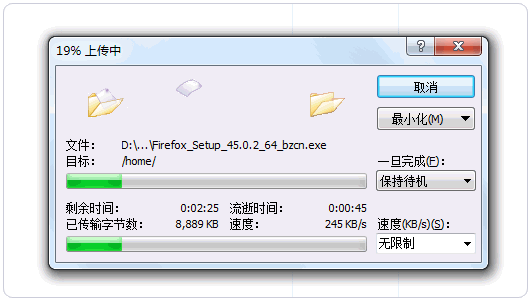 19% 上传中
取消
最小化(M)
文件: D:\...\Firefox_Setup_45.0.2_64_bzcn.exe
目标: /home/
一旦完成(F):
保持待机
剩余时间: 0:02:25 流逝时间: 0:00:45
已传输字节数: 8,889 KB 速度: 245 KB/s
速度(KB/s)(S):
无限制